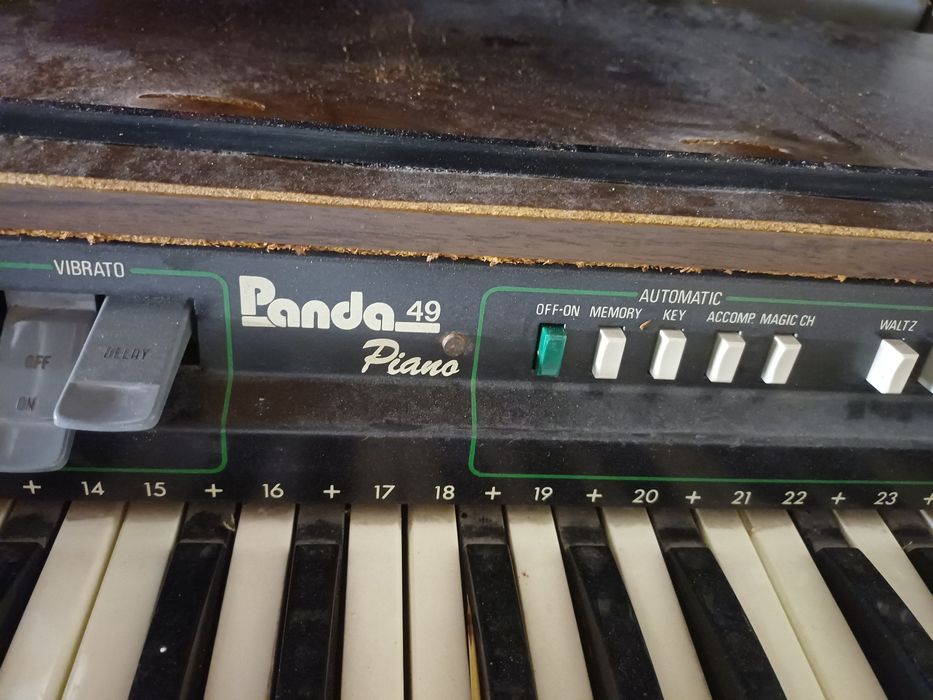 VIBRATO
OFF
ON
DELAY
Panda 49
Piano
AUTOMATIC
OFF-ON MEMORY KEY ACCOMP. MAGIC CH
WALTZ
+ 14 15 + 16 + 17 18 + 19 + 20 + 21 22 + 23 +